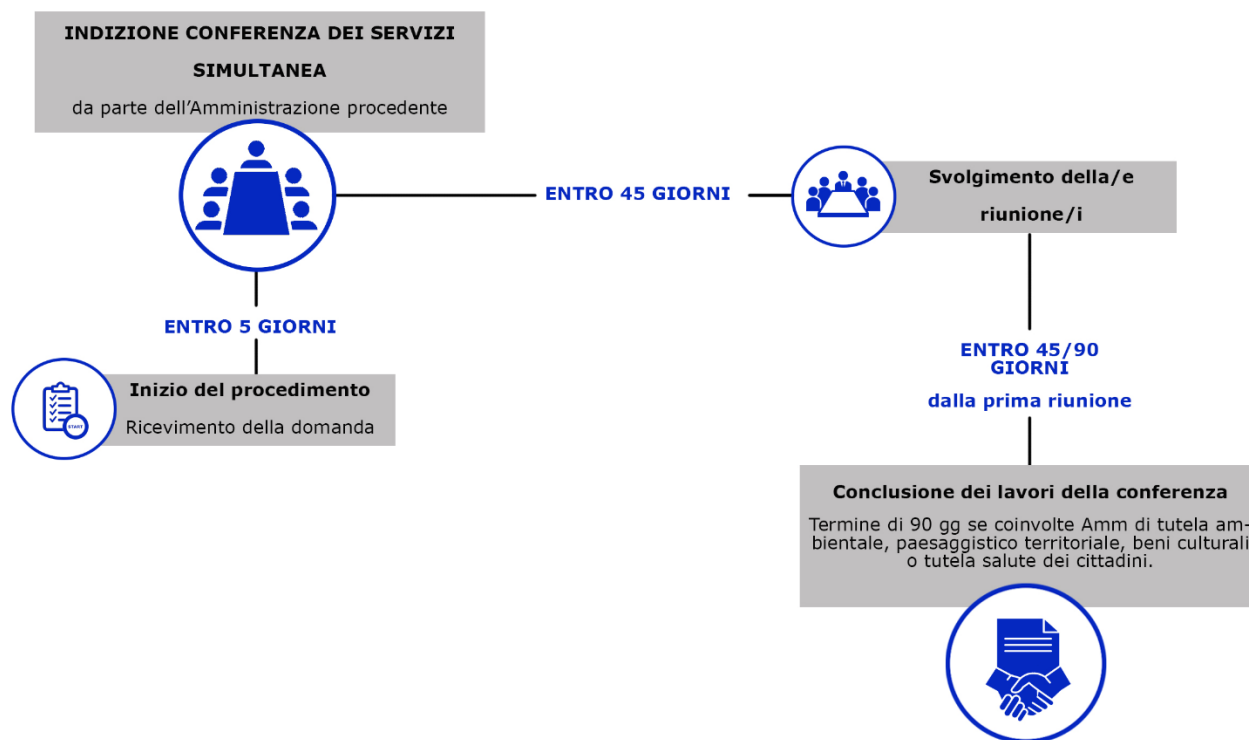 INDIZIONE CONFERENZA DEI SERVIZI
SIMULTANEA
da parte dell’Amministrazione procedente
ENTRO 45 GIORNI
Svolgimento della/e
riunione/i
ENTRO 5 GIORNI
Inizio del procedimento
Ricevimento della domanda
START
ENTRO 45/90
GIORNI
dalla prima riunione
Conclusione dei lavori della conferenza
Termine di 90 gg se coinvolte Amm di tutela am-
bientale, paesaggistico territoriale, beni culturali
o tutela salute dei cittadini.